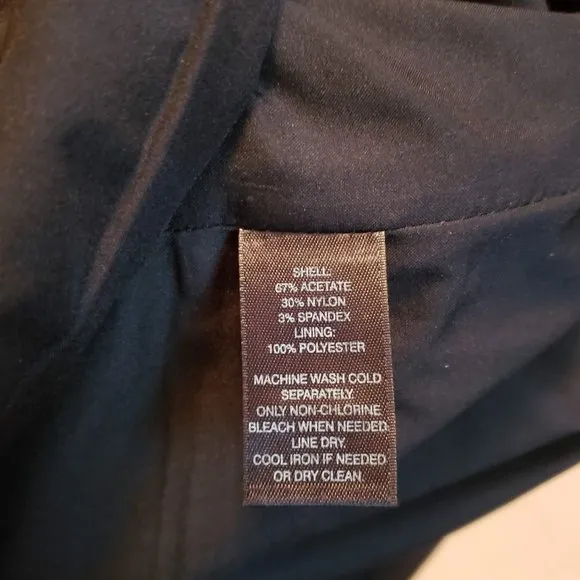 SHELL:
67% ACETATE
30% NYLON
3% SPANDEX
LINING:
100% POLYESTER
MACHINE WASH COLD
SEPARATELY.
ONLY NON-CHLORINE
BLEACH WHEN NEEDED.
LINE DRY.
COOL IRON IF NEEDED
OR DRY CLEAN.